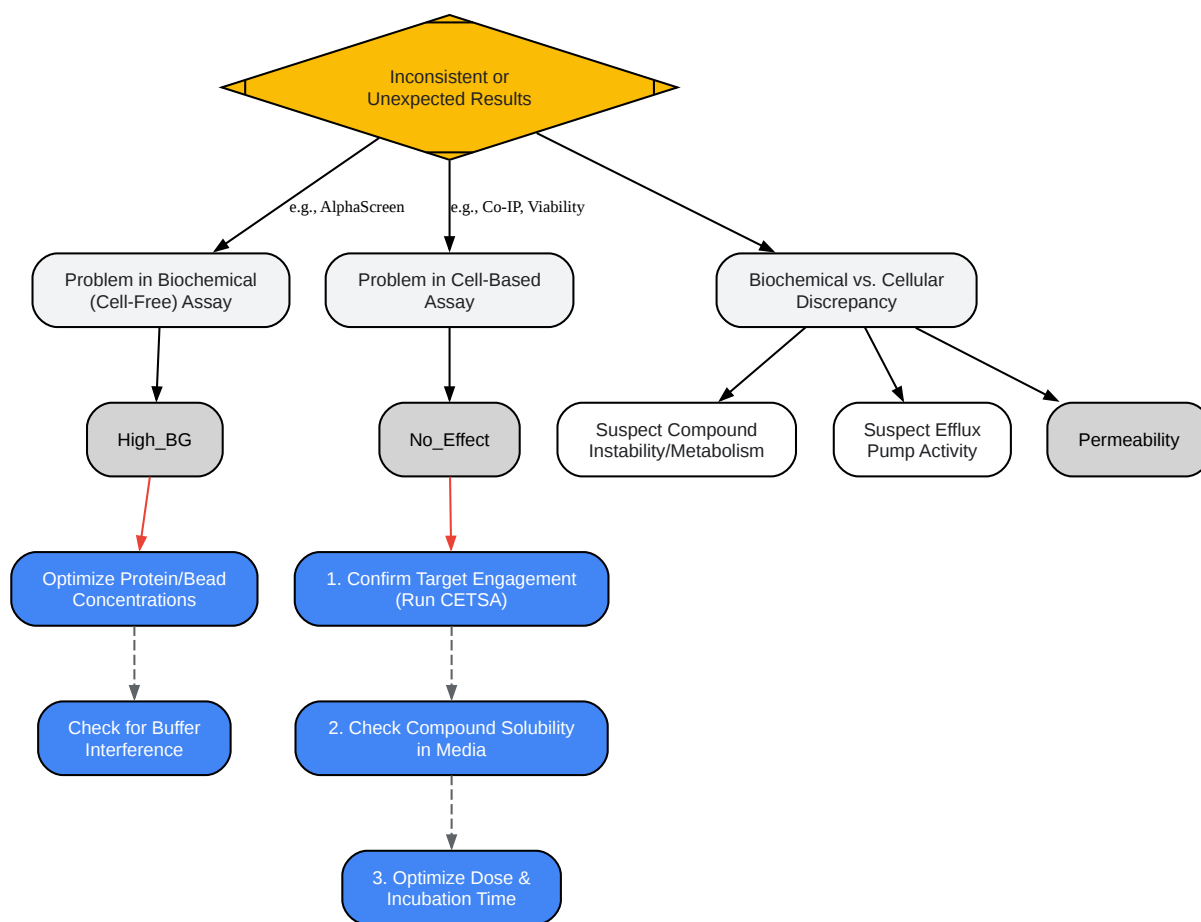 Inconsistent or
Unexpected Results
e.g., AlphaScreen
e.g., Co-IP, Viability
Problem in Biochemical
(Cell-Free) Assay
Problem in Cell-Based
Assay
Biochemical vs. Cellular
Discrepancy
High_BG
No_Effect
Suspect Compound
Instability/Metabolism
Suspect Efflux
Pump Activity
Permeability
Optimize Protein/Bead
Concentrations
1. Confirm Target Engagement
(Run CETSA)
Check for Buffer
Interference
2. Check Compound Solubility
in Media
3. Optimize Dose &
Incubation Time